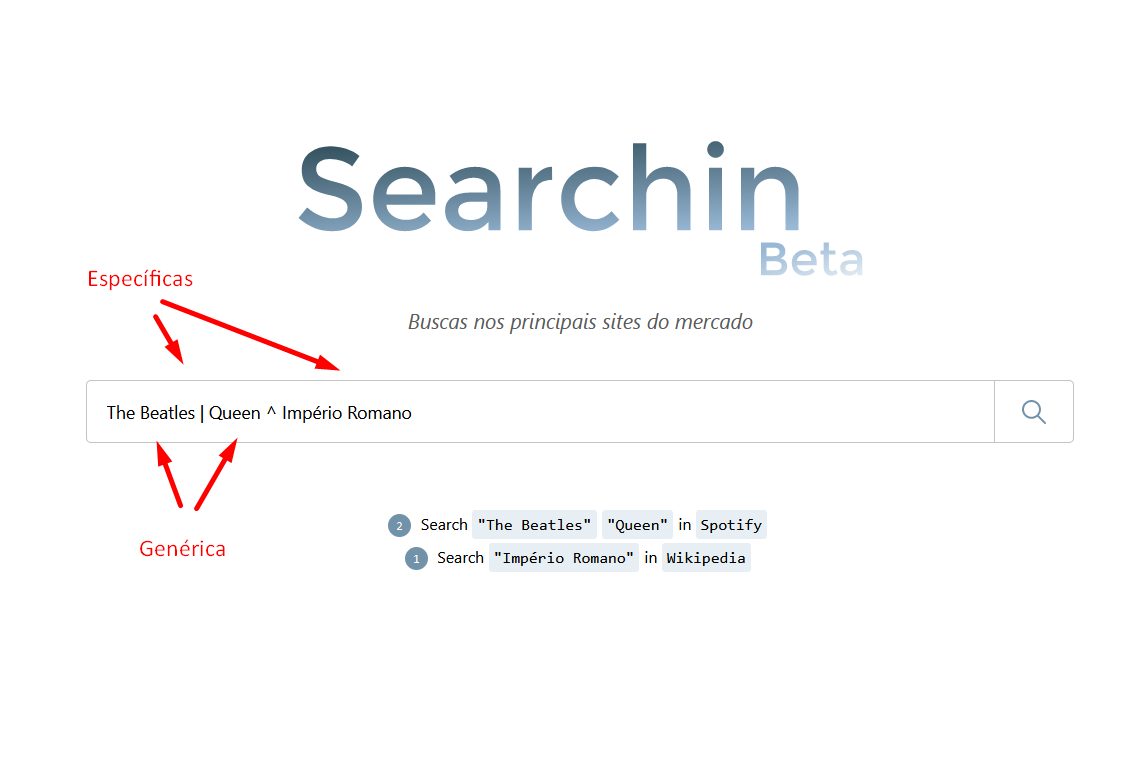 Searchin
Beta
Específicas
Buscas nos principais sites do mercado
The Beatles | Queen ^ Império Romano
Genérica
2 Search "The Beatles" "Queen" in Spotify
1 Search "Império Romano" in Wikipedia